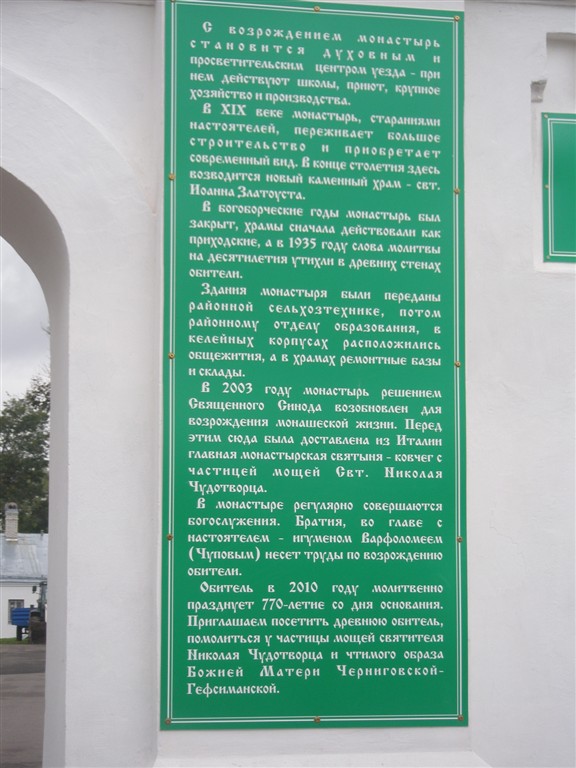 С возрождением монастырь
становится духовным и
просветительским центром уезда - при
нем действуют школы, приют, крупное
хозяйство и производства.
В XIX веке монастырь, стараниями
настоятелей, переживает большое
строительство и приобретает
современный вид. В конце столетия здесь
возводится новый каменный храм - свт.
Иоанна Златоуста.
В богоборческие годы монастырь был
закрыт, храмы сначала действовали как
приходские, а в 1935 году слова молитвы
на десятилетия утихли в древних стенах
обители.
Здания монастыря были переданы
районной сельхозтехнике, потом
районному отделу образования, в
келейных корпусах расположились
общежития, а в храмах ремонтные базы
и склады.
В 2003 году монастырь решением
Священного Синода возобновлен для
возрождения монашеской жизни. Перед
этим сюда была доставлена из Италии
главная монастырская святыня - ковчег с
частицей мощей Свт. Николая
Чудотворца.
В монастыре регулярно совершаются
богослужения. Братия, во главе с
настоятелем - игуменом Варфоломеем
(Чуповым) несет труды по возрождению
обители.
Обитель в 2010 году молитвенно
празднует 770-летие со дня основания.
Приглашаем посетить древнюю обитель,
помолиться у частицы мощей святителя
Николая Чудотворца и чтимого образа
Божией Матери Черниговской-
Гефсиманской.